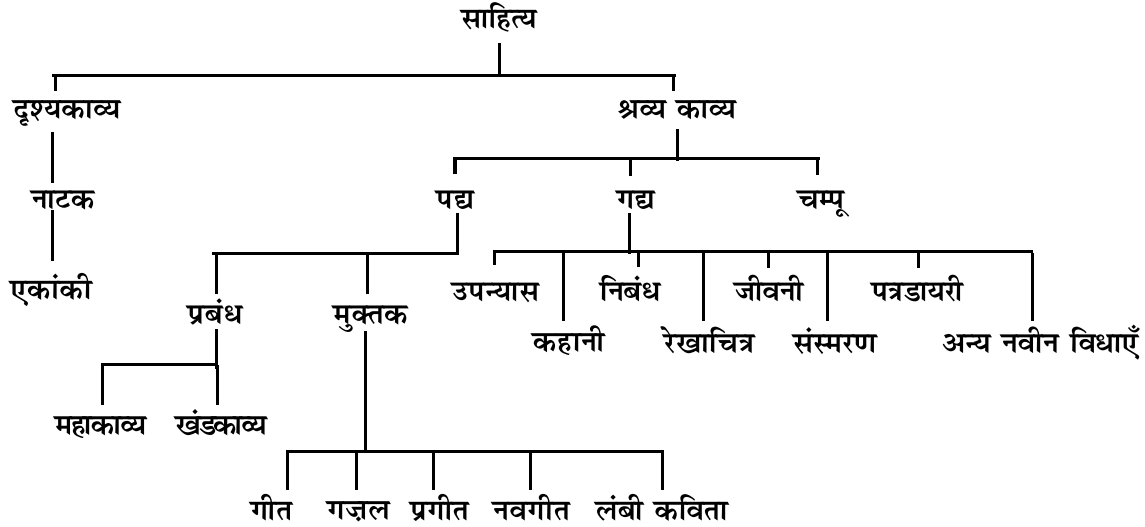 साहित्य
दृश्यकाव्य श्रव्य काव्य
नाटक पद्य गद्य चम्पू
एकांकी उपन्यास निबंध जीवनी पत्रडायरी
प्रबंध मुक्तक कहानी रेखाचित्र संस्मरण अन्य नवीन विधाएँ
महाकाव्य खंडकाव्य
गीत गज़ल प्रगीत नवगीत लंबी कविता